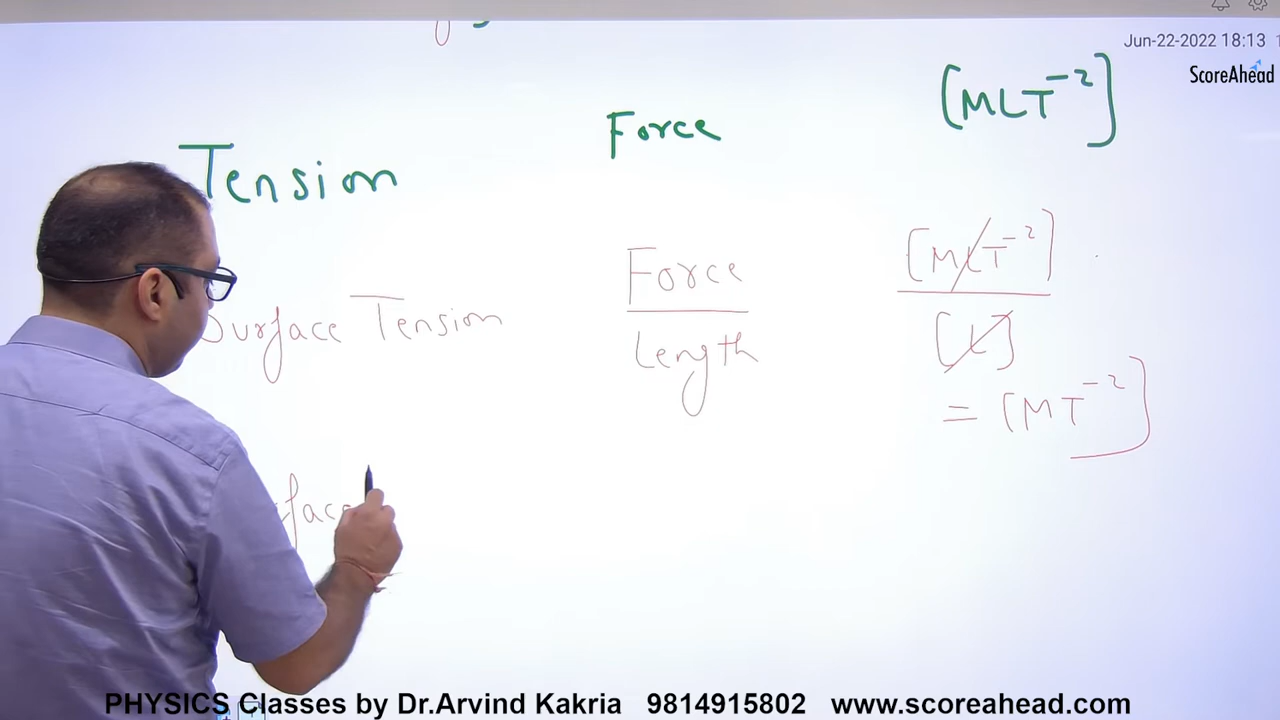 Jun-22-2022 18:13
ScoreAhead
Tension Force [MLT⁻²]
Surface Tension Force / Length [MLT⁻²] / [L]
= [MT⁻²]
PHYSICS Classes by Dr.Arvind Kakria 9814915802 www.scoreahead.com